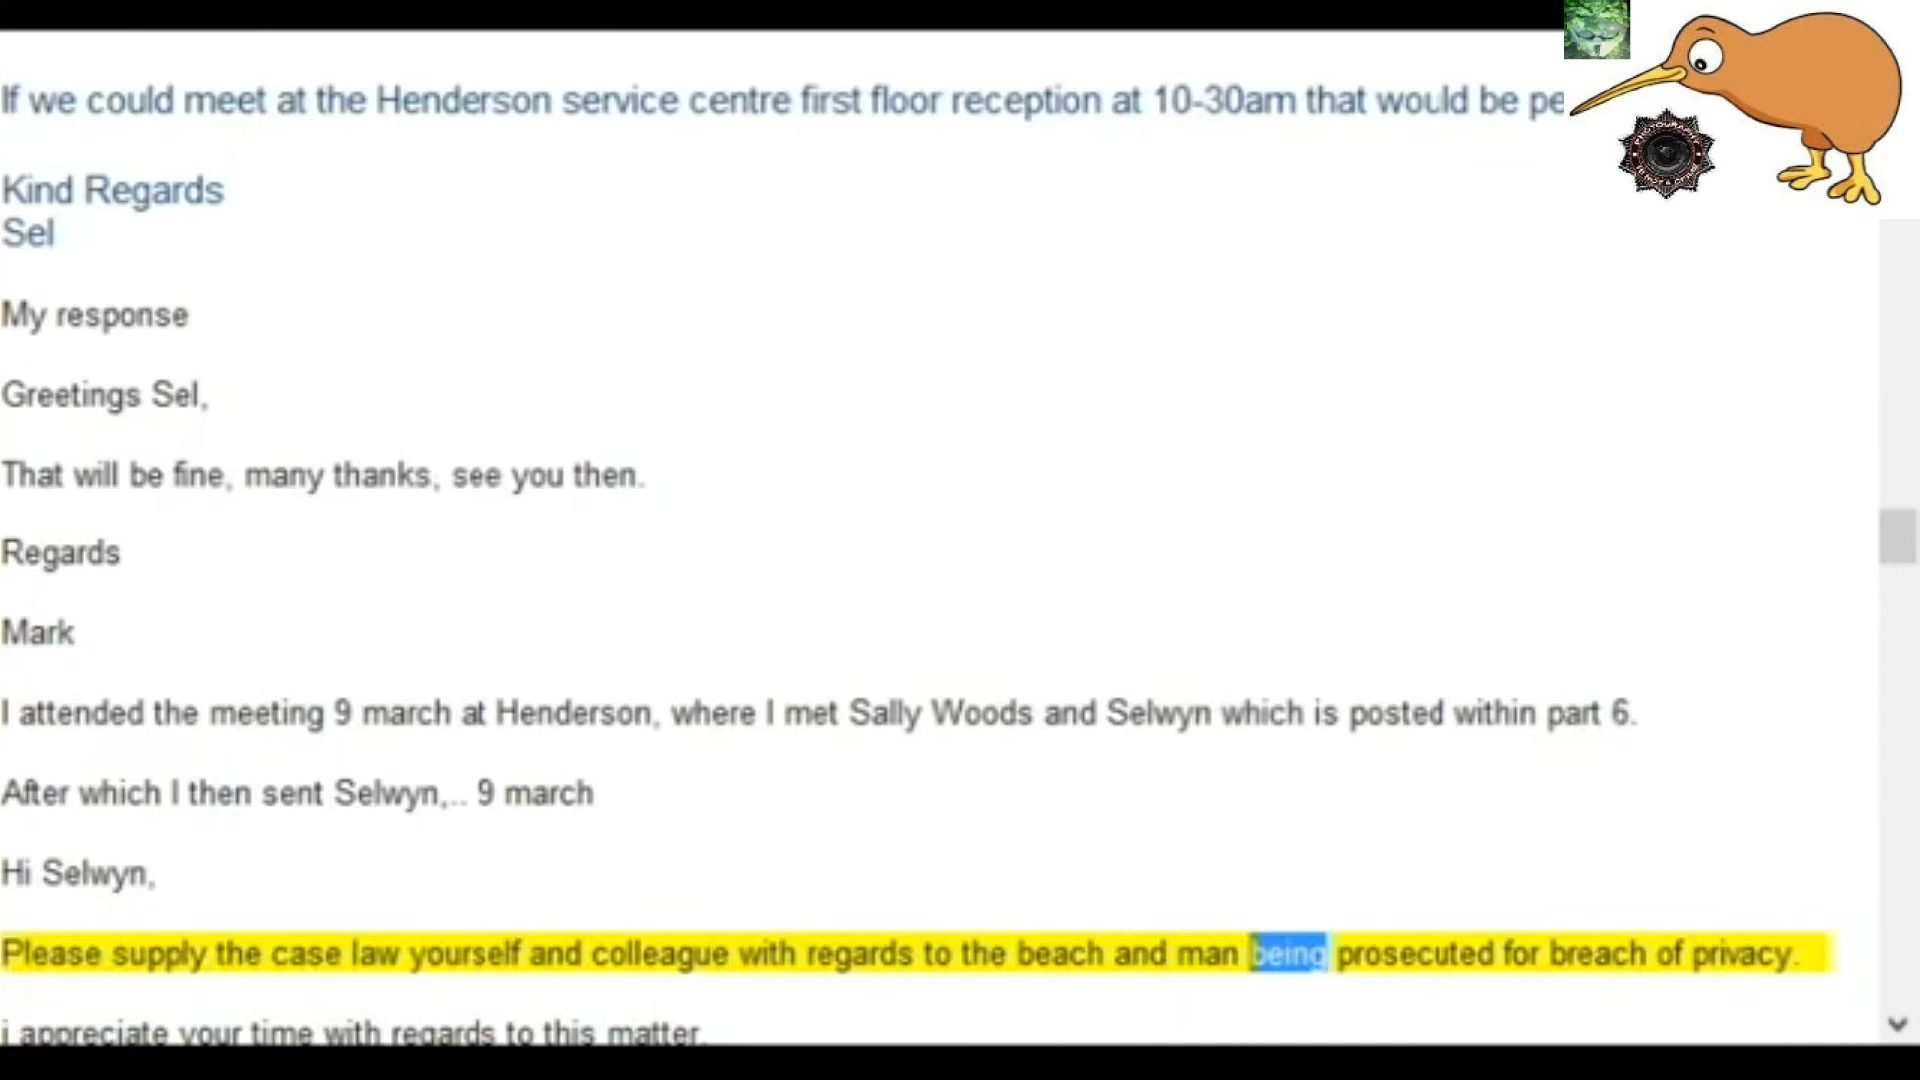 If we could meet at the Henderson service centre first floor reception at 10-30am that would be
Kind Regards
Sel
My response
Greetings Sel,
That will be fine, many thanks, see you then.
Regards
Mark
I attended the meeting 9 march at Henderson, where I met Sally Woods and Selwyn which is posted within part 6.
After which I then sent Selwyn,.. 9 march
Hi Selwyn,
Please supply the case law yourself and colleague with regards to the beach and man being prosecuted for breach of privacy.
i appreciate your time with regards to this matter.